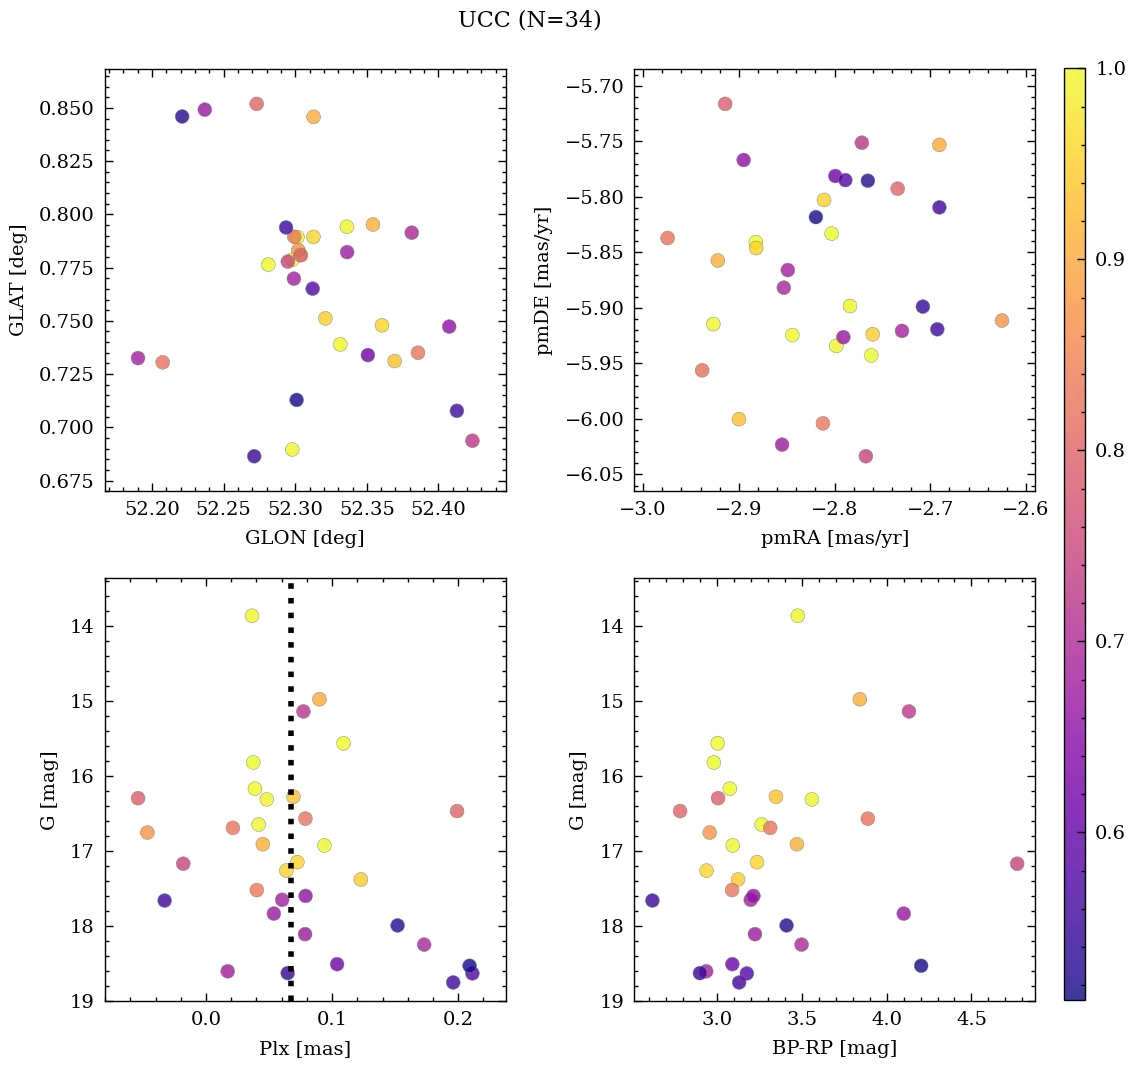 UCC (N=34)
0.850
0.825
0.800
0.775
0.750
0.725
0.700
0.675
GLAT [deg]
52.20 52.25 52.30 52.35 52.40
GLON [deg]
−5.70
−5.75
−5.80
−5.85
−5.90
−5.95
−6.00
−6.05
pmDE [mas/yr]
−3.0 −2.9 −2.8 −2.7 −2.6
pmRA [mas/yr]
14
15
16
17
18
19
G [mag]
0.0 0.1 0.2
Plx [mas]
14
15
16
17
18
19
G [mag]
3.0 3.5 4.0 4.5
BP-RP [mag]
1.0
0.9
0.8
0.7
0.6